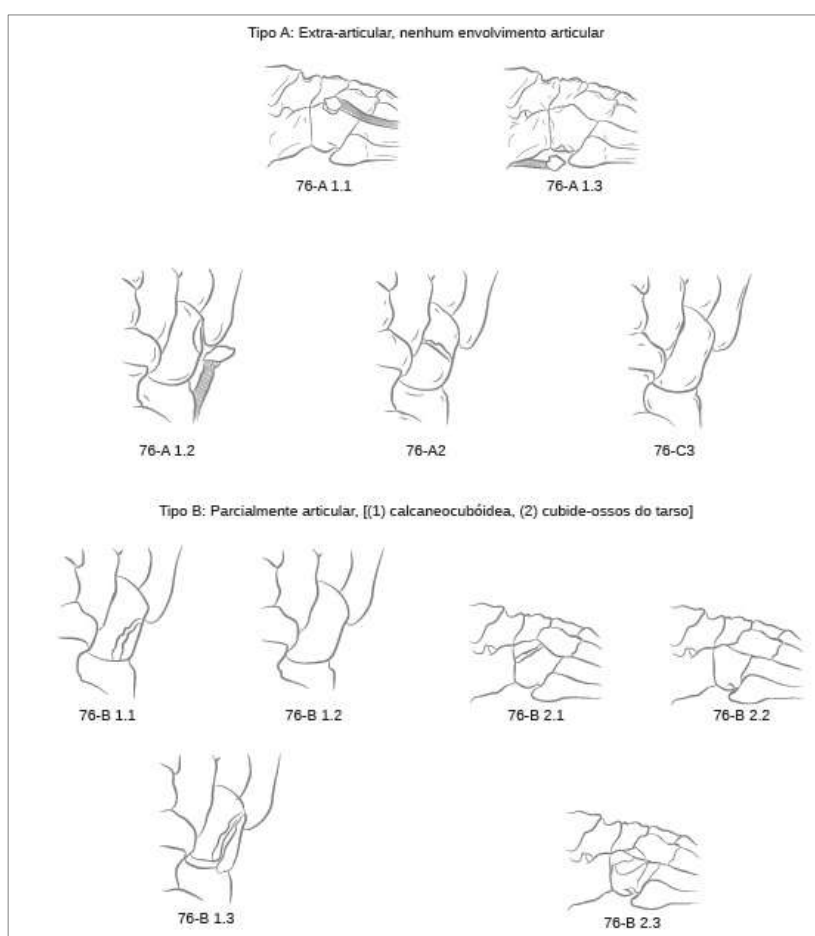 Tipo A: Extra-articular, nenhum envolvimento articular
76-A 1.1
76-A 1.3
76-A 1.2
76-A2
76-C3
Tipo B: Parcialmente articular, [(1) calcaneocubóidea, (2) cubide-ossos do tarso]
76-B 1.1
76-B 1.2
76-B 2.1
76-B 2.2
76-B 1.3
76-B 2.3